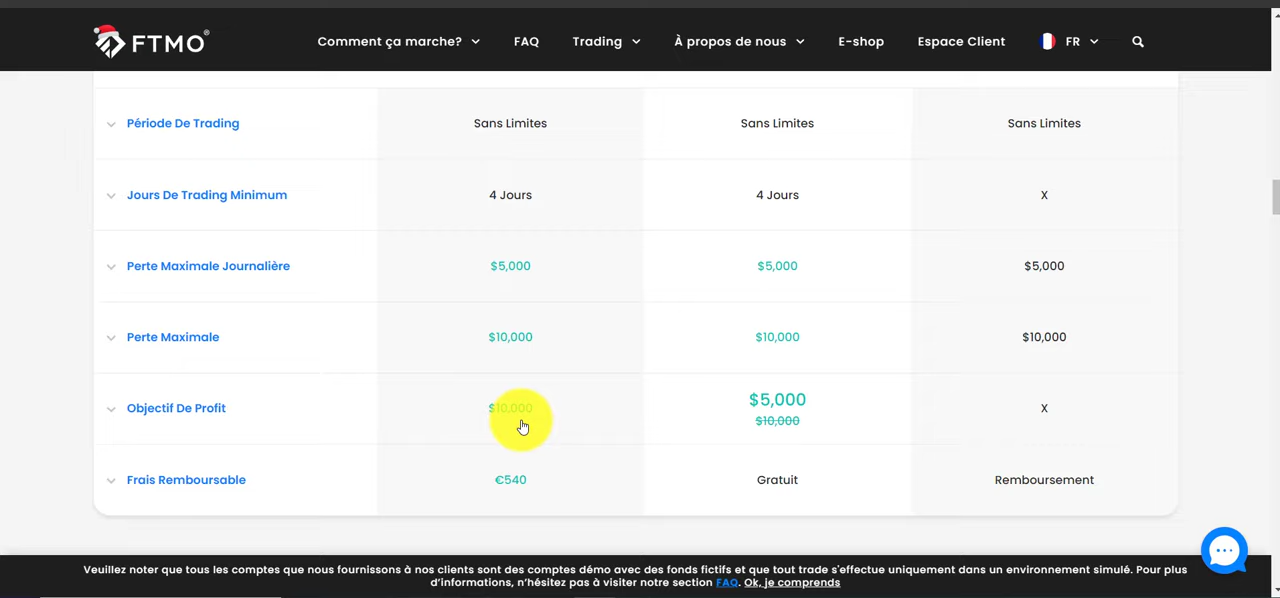 FTMO®
Comment ça marche? FAQ Trading À propos de nous E-shop Espace Client FR
Période De Trading Sans Limites Sans Limites Sans Limites
Jours De Trading Minimum 4 Jours 4 Jours X
Perte Maximale Journalière $5,000 $5,000 $5,000
Perte Maximale $10,000 $10,000 $10,000
Objectif De Profit $10,000 $5,000 X
$10,000
Frais Remboursable €540 Gratuit Remboursement
Veuillez noter que tous les comptes que nous fournissons à nos clients sont des comptes démo avec des fonds fictifs et que tout trade s'effectue uniquement dans un environnement simulé. Pour plus
d'informations, n'hésitez pas à visiter notre section FAQ. Ok, je comprends